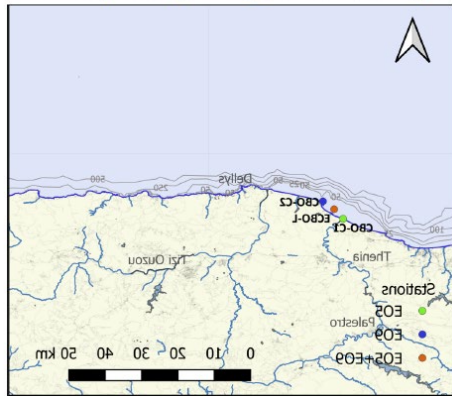 Dellys
500
250
50
CBO-C2
ECBO-L
CBO-C1
100
Thenia
Tizi Ouzou
Stations
EO5
Palestro
EO9
EO5+EO9
0 10 20 30 40 50 km